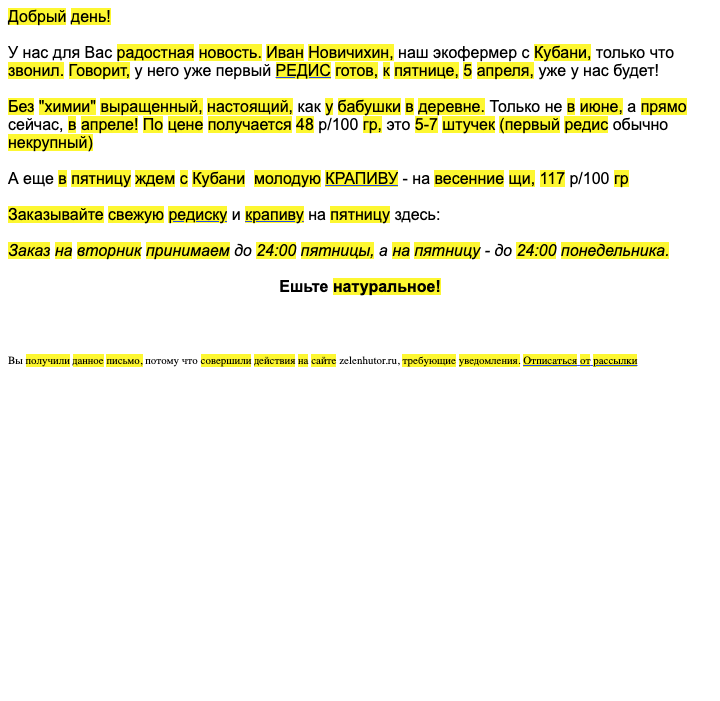 Добрый день!
У нас для Вас радостная новость. Иван Новичихин, наш экофермер с Кубани, только что
звонил. Говорит, у него уже первый РЕДИС готов, к пятнице, 5 апреля, уже у нас будет!
Без "химии" выращенный, настоящий, как у бабушки в деревне. Только не в июне, а прямо
сейчас, в апреле! По цене получается 48 р/100 гр, это 5-7 штучек (первый редис обычно
некрупный)
А еще в пятницу ждем с Кубани  молодую КРАПИВУ - на весенние щи, 117 р/100 гр
Заказывайте свежую редиску и крапиву на пятницу здесь:
Заказ на вторник принимаем до 24:00 пятницы, а на пятницу - до 24:00 понедельника.
Ешьте натуральное!
Вы получили данное письмо, потому что совершили действия на сайте zelenhutor.ru, требующие уведомления. Отписаться от рассылки